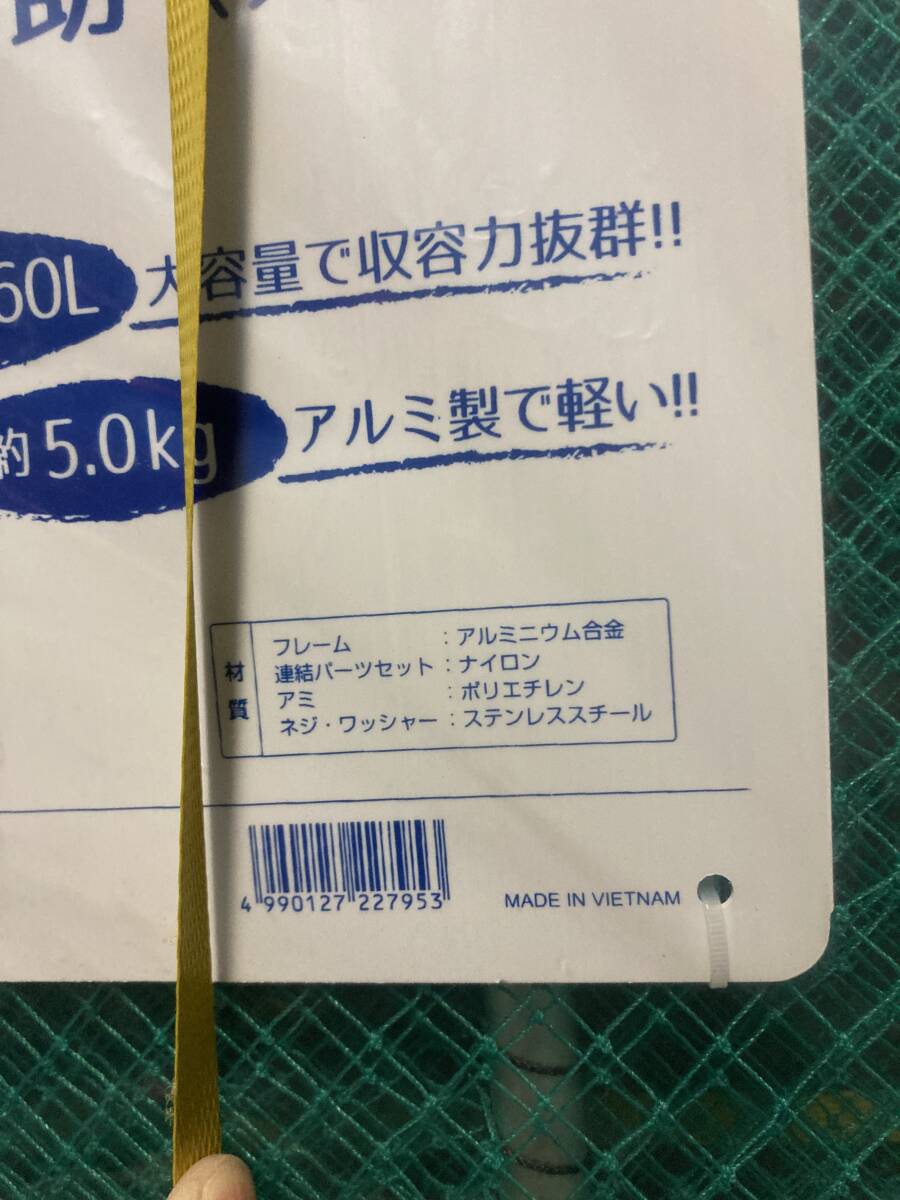 助
60L 大容量で収容力抜群!!
約5.0kg アルミ製で軽い!!
材質
フレーム : アルミニウム合金
連結パーツセット : ナイロン
アミ : ポリエチレン
ネジ・ワッシャー : ステンレススチール
4 990127 227953
MADE IN VIETNAM